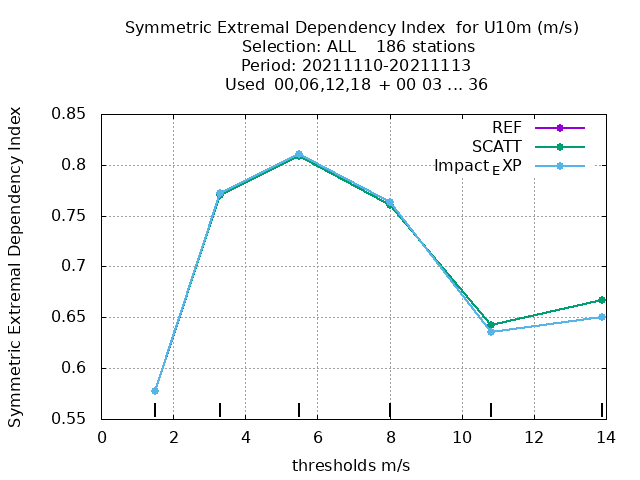 Symmetric Extremal Dependency Index for U10m (m/s)
Selection: ALL 186 stations
Period: 20211110-20211113
Used 00,06,12,18 + 00 03 ... 36
REF
SCATT
Impact_EXP
Symmetric Extremal Dependency Index
0.85
0.8
0.75
0.7
0.65
0.6
0.55
0 2 4 6 8 10 12 14
thresholds m/s